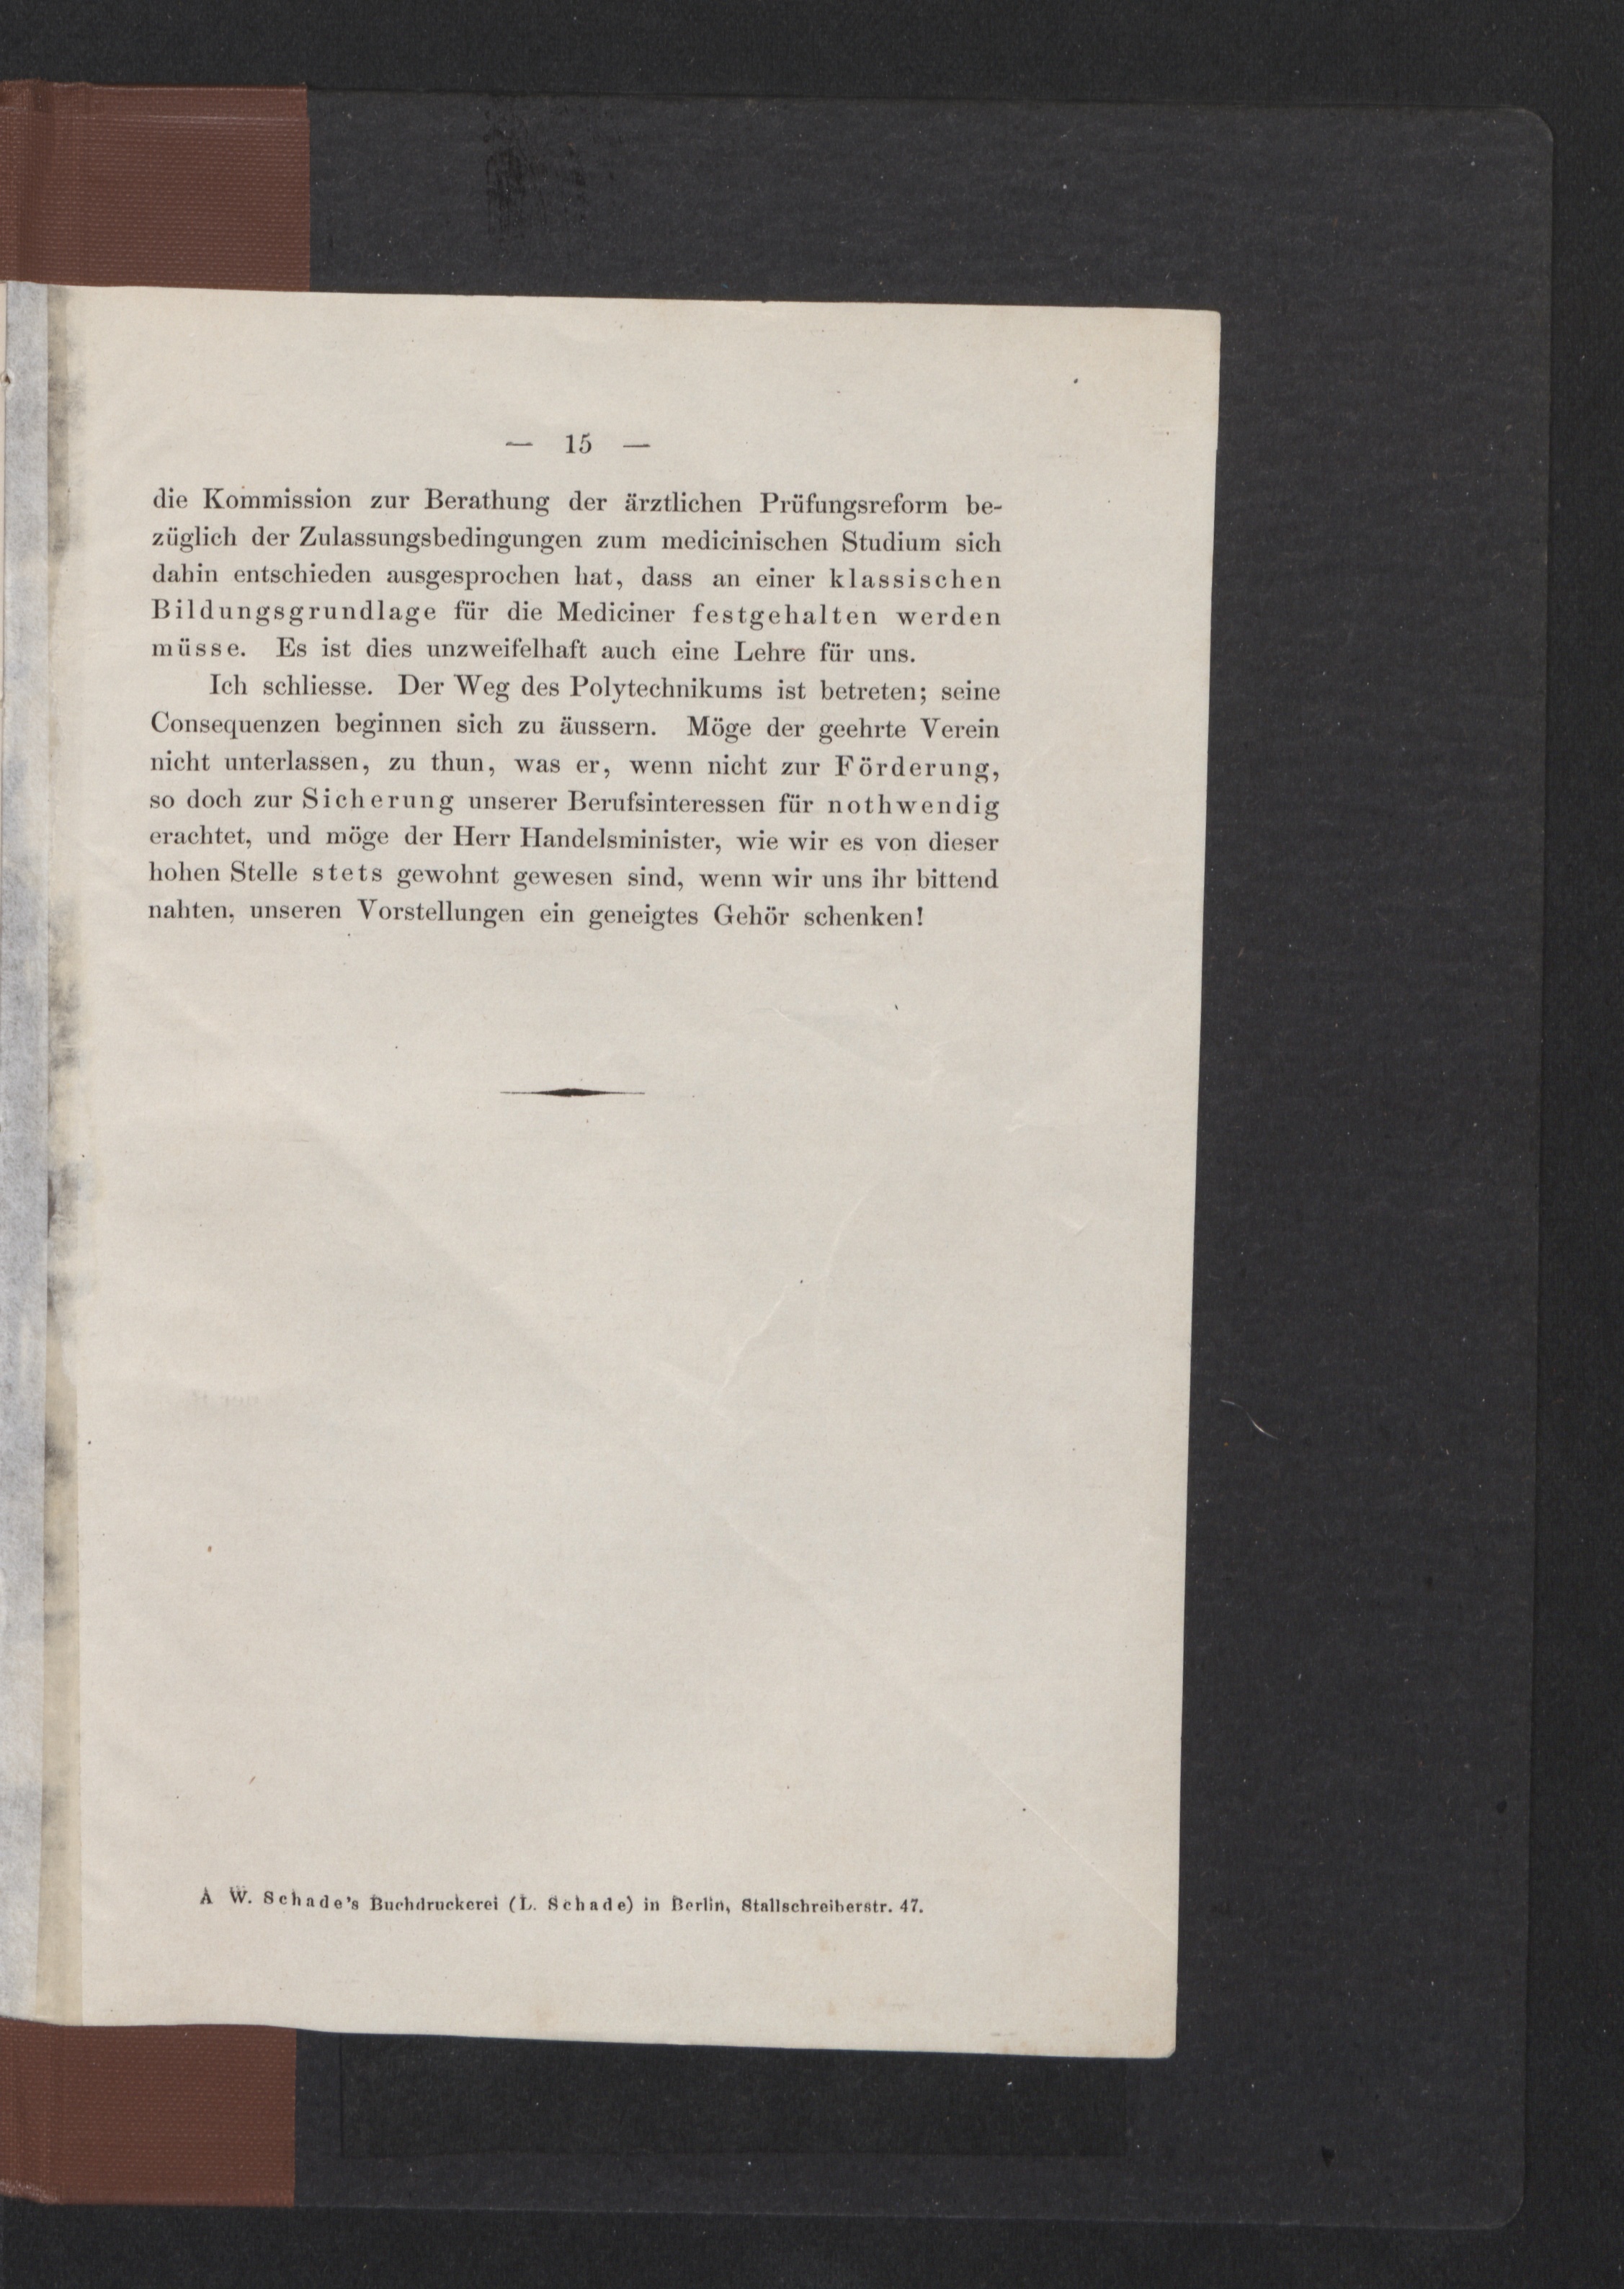 — 15 —
die Kommission zur Berathung der ärztlichen Prüfungsreform be-
züglich der Zulassungsbedingungen zum medicinischen Studium sich
dahin entschieden ausgesprochen hat, dass an einer klassischen
Bildungsgrundlage für die Mediciner festgehalten werden
müsse. Es ist dies unzweifelhaft auch eine Lehre für uns.
Ich schliesse. Der Weg des Polytechnikums ist betreten; seine
Consequenzen beginnen sich zu äussern. Möge der geehrte Verein
nicht unterlassen, zu thun, was er, wenn nicht zur Förderung,
so doch zur Sicherung unserer Berufsinteressen für nothwendig
erachtet, und möge der Herr Handelsminister, wie wir es von dieser
hohen Stelle stets gewohnt gewesen sind, wenn wir uns ihr bittend
nahten, unseren Vorstellungen ein geneigtes Gehör schenken!
A W. Schade's Buchdruckerei (L. Schade) in Berlin, Stallschreiberstr. 47.